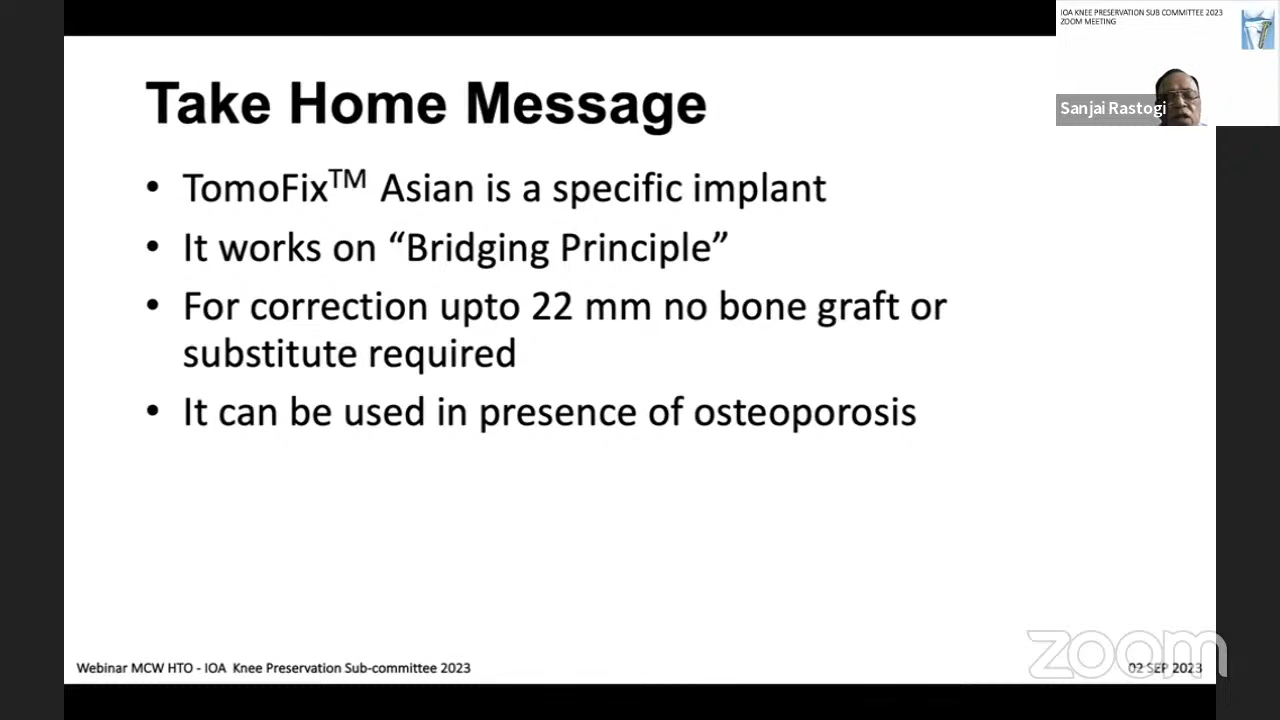 IOA KNEE PRESERVATION SUB COMMITTEE 2023
ZOOM MEETING
Sanjai Rastogi
Take Home Message
• TomoFix™ Asian is a specific implant
• It works on “Bridging Principle”
• For correction upto 22 mm no bone graft or
substitute required
• It can be used in presence of osteoporosis
Webinar MCW HTO - IOA Knee Preservation Sub-committee 2023
02 SEP 2023
zoom